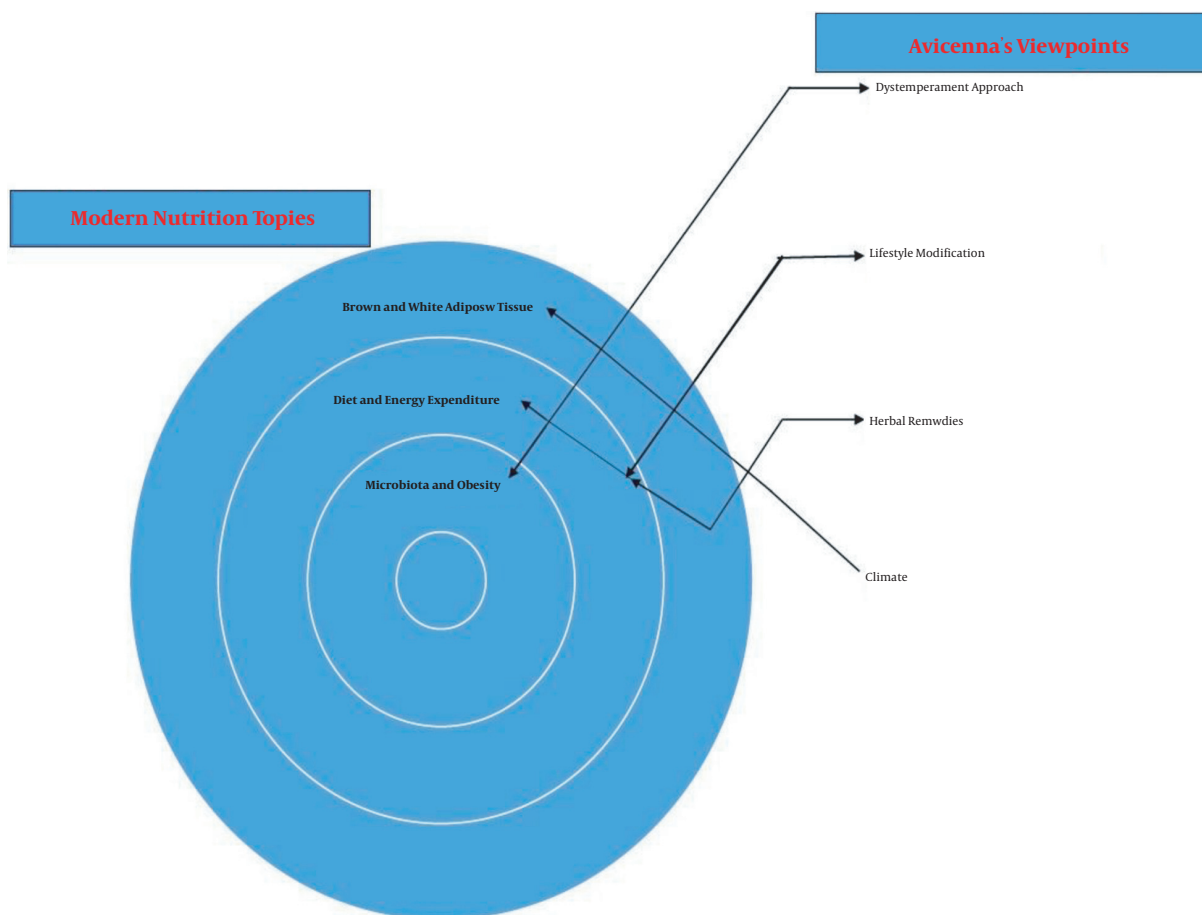 Avicenna's Viewpoints
Dystemperament Approach
Modern Nutrition Topies
Lifestyle Modification
Brown and White Adiposw Tissue
Diet and Energy Expenditure
Herbal Remwdies
Microbiota and Obesity
Climate